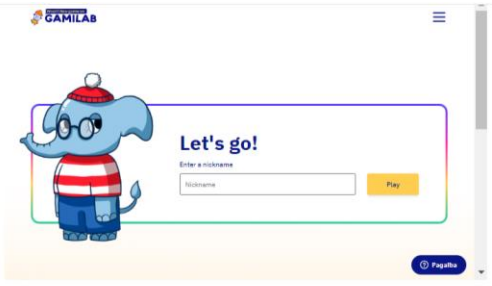 GAMILAB
Let's go!
Enter a nickname
Nickname
Play
Pagalba